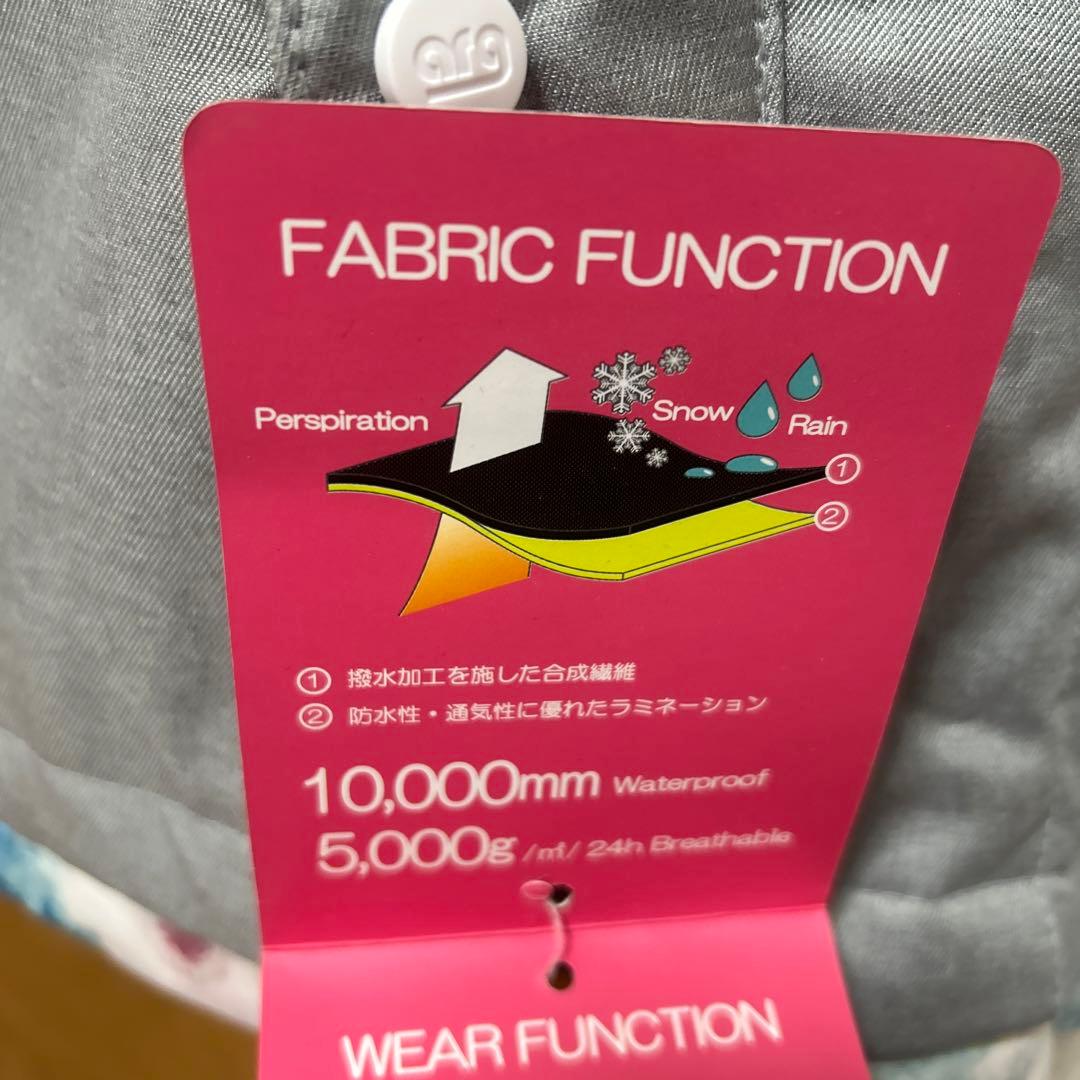 FABRIC FUNCTION
Perspiration
Snow
Rain
①
②
① 撥水加工を施した合成繊維
② 防水性・通気性に優れたラミネーション
10,000mm Waterproof
5,000g /㎡/ 24h Breathable
WEAR FUNCTION